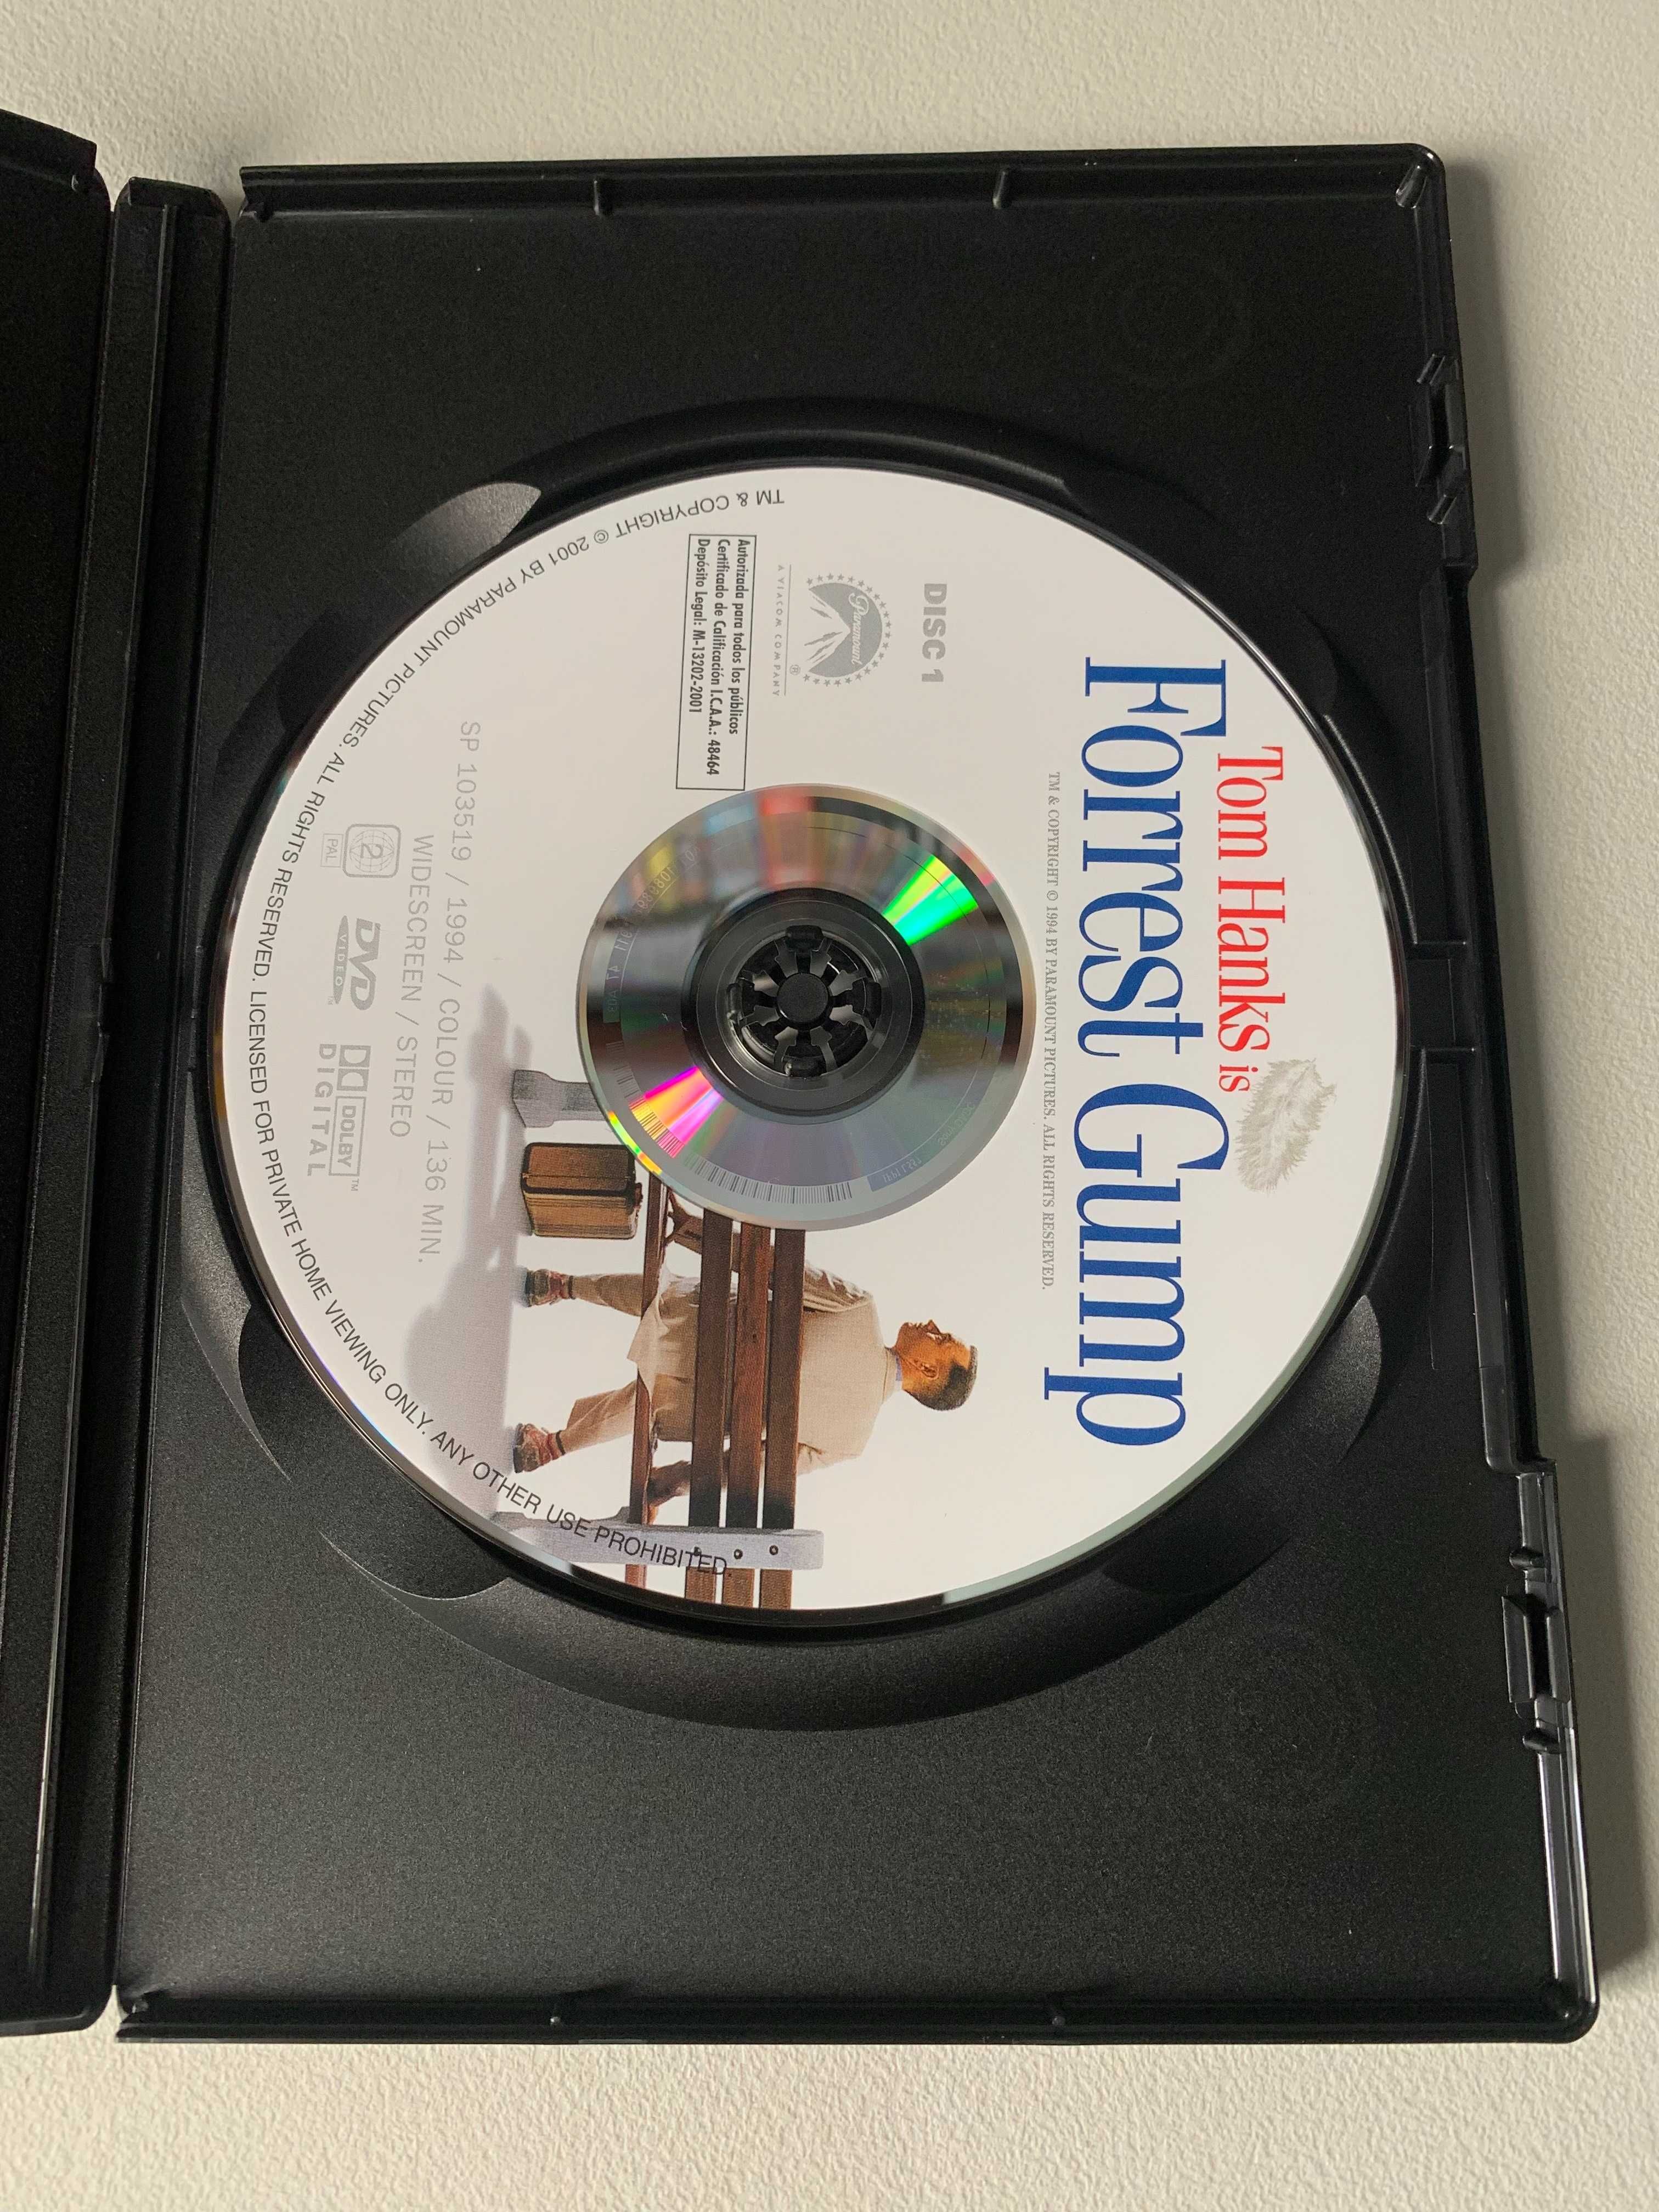 Tom Hanks is
Forrest Gump
TM & COPYRIGHT © 1994 BY PARAMOUNT PICTURES. ALL RIGHTS RESERVED.
DISC 1
Paramount
®
A VIACOM COMPANY
Autorizada para todos los públicos
Certificado de Calificación I.C.A.A.: 48464
Depósito Legal: M-13202-2001
SP 103519 / 1994 / COLOUR / 136 MIN.
WIDESCREEN / STEREO
2
PAL
DVD
VIDEO
DOLBY™
DIGITAL
TM & COPYRIGHT © 2001 BY PARAMOUNT PICTURES. ALL RIGHTS RESERVED. LICENSED FOR PRIVATE HOME VIEWING ONLY. ANY OTHER USE PROHIBITED.